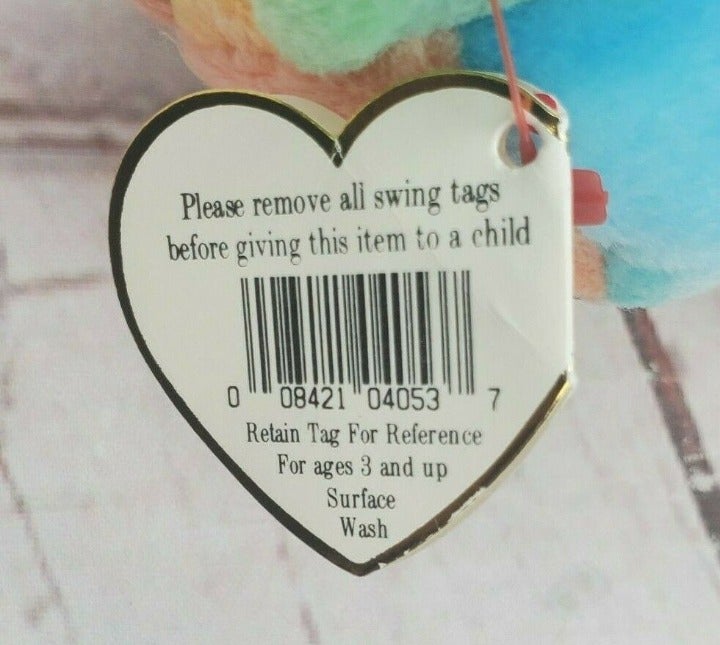 Please remove all swing tags
before giving this item to a child
0 08421 04053 7
Retain Tag For Reference
For ages 3 and up
Surface
Wash